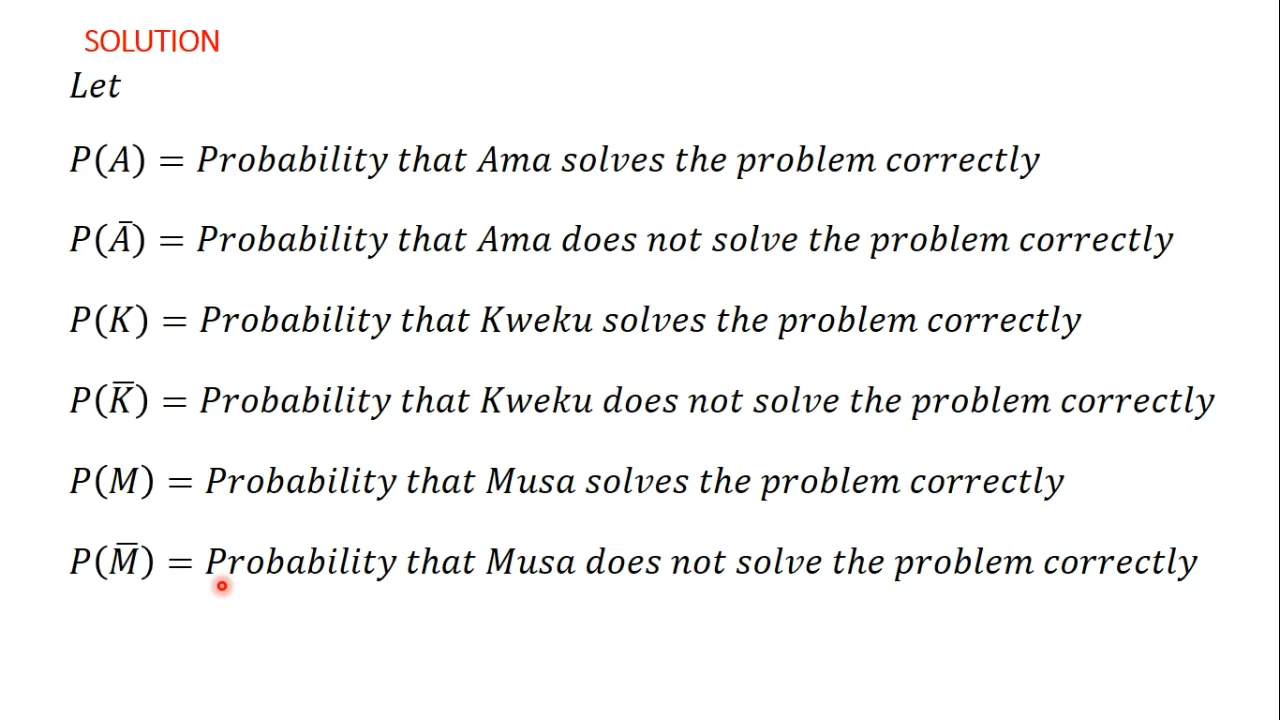 SOLUTION
Let
P(A) = Probability that Ama solves the problem correctly
P(Ā) = Probability that Ama does not solve the problem correctly
P(K) = Probability that Kweku solves the problem correctly
P(K̅) = Probability that Kweku does not solve the problem correctly
P(M) = Probability that Musa solves the problem correctly
P(M̅) = Probability that Musa does not solve the problem correctly